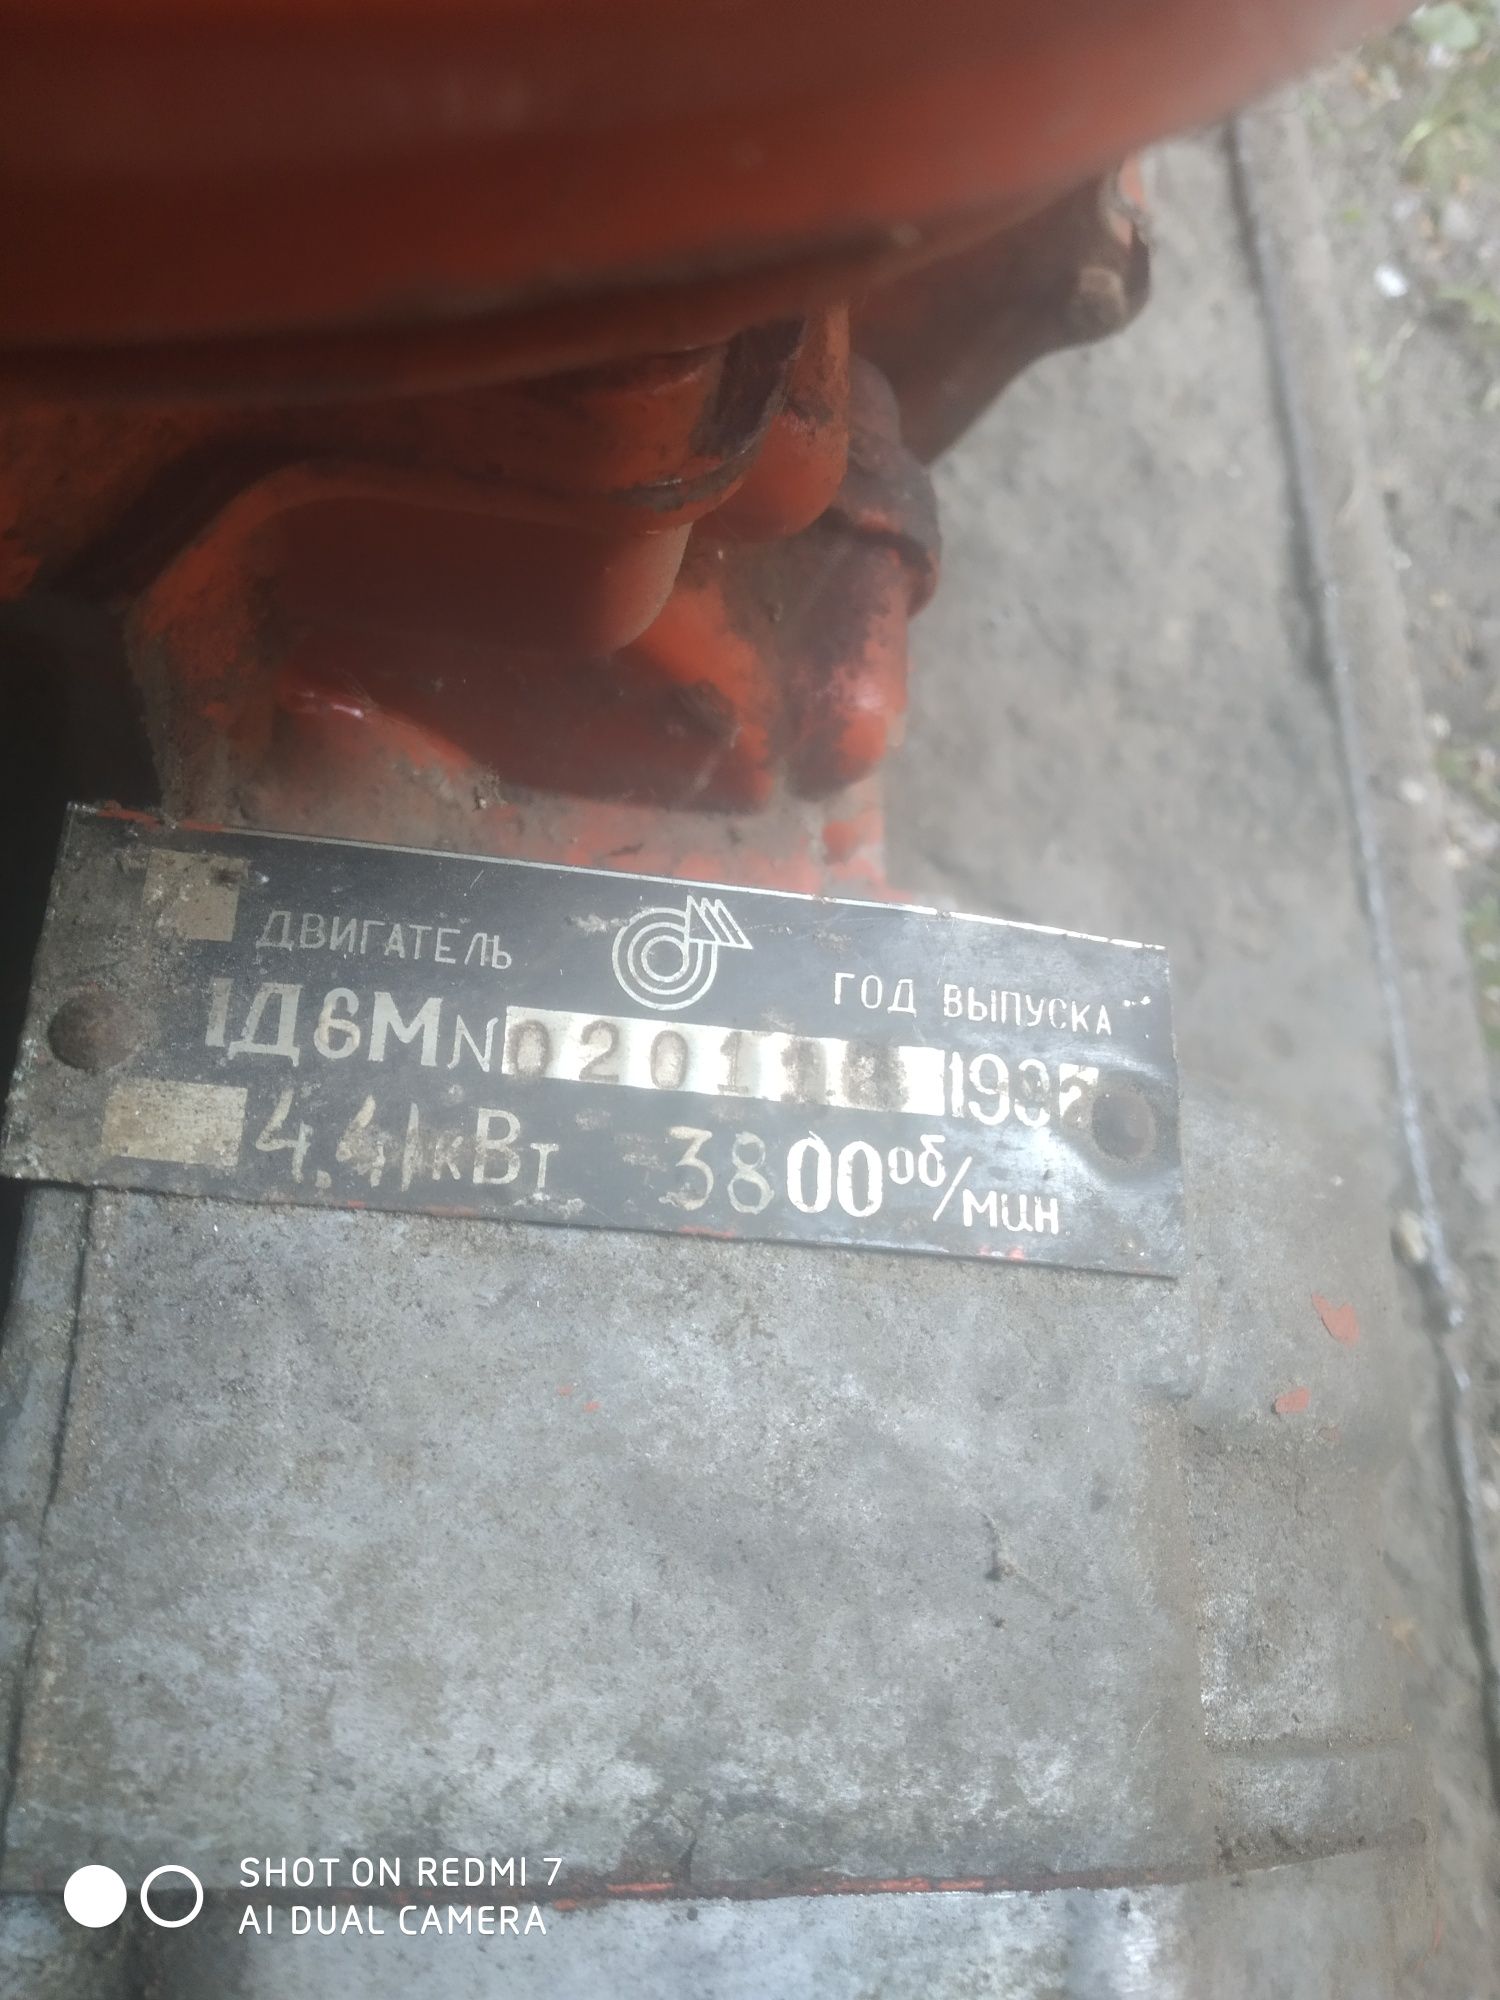 ДВИГАТЕЛЬ
ГОД ВЫПУСКА
1Д6М N
4.41кВт 3800об/мин
SHOT ON REDMI 7
AI DUAL CAMERA